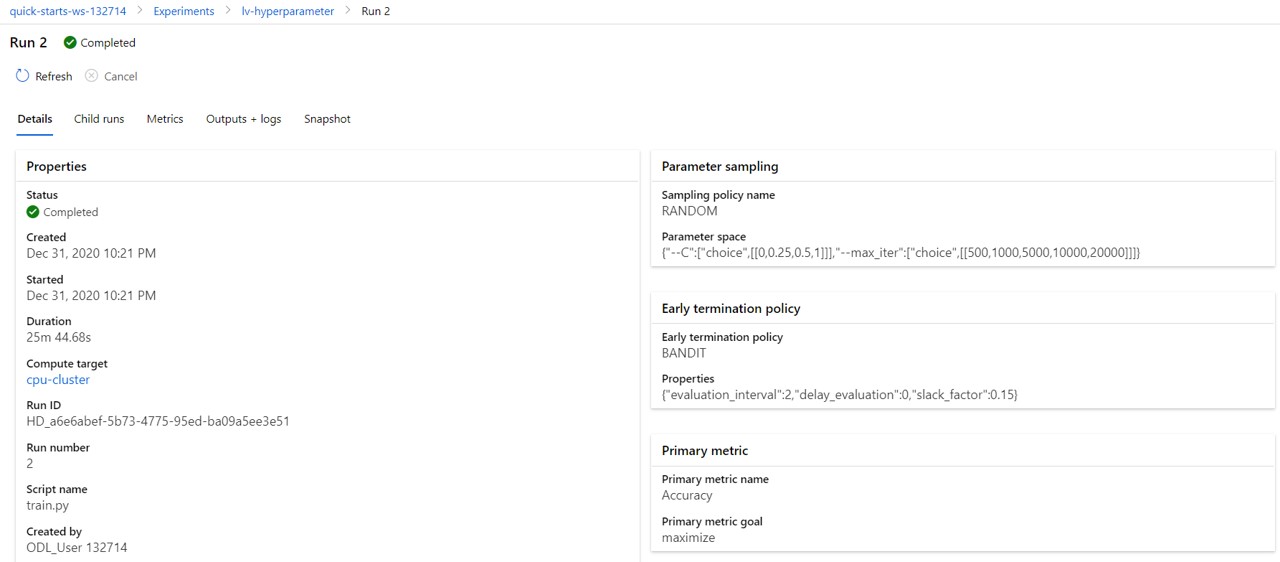 quick-starts-ws-132714 > Experiments > lv-hyperparameter > Run 2
Run 2 Completed
Refresh Cancel
Details Child runs Metrics Outputs + logs Snapshot
Properties
Status
Completed
Created
Dec 31, 2020 10:21 PM
Started
Dec 31, 2020 10:21 PM
Duration
25m 44.68s
Compute target
cpu-cluster
Run ID
HD_a6e6abef-5b73-4775-95ed-ba09a5ee3e51
Run number
2
Script name
train.py
Created by
ODL_User 132714
Parameter sampling
Sampling policy name
RANDOM
Parameter space
{"--C":["choice",[[0,0.25,0.5,1]]],"--max_iter":["choice",[[500,1000,5000,10000,20000]]]}
Early termination policy
Early termination policy
BANDIT
Properties
{"evaluation_interval":2,"delay_evaluation":0,"slack_factor":0.15}
Primary metric
Primary metric name
Accuracy
Primary metric goal
maximize